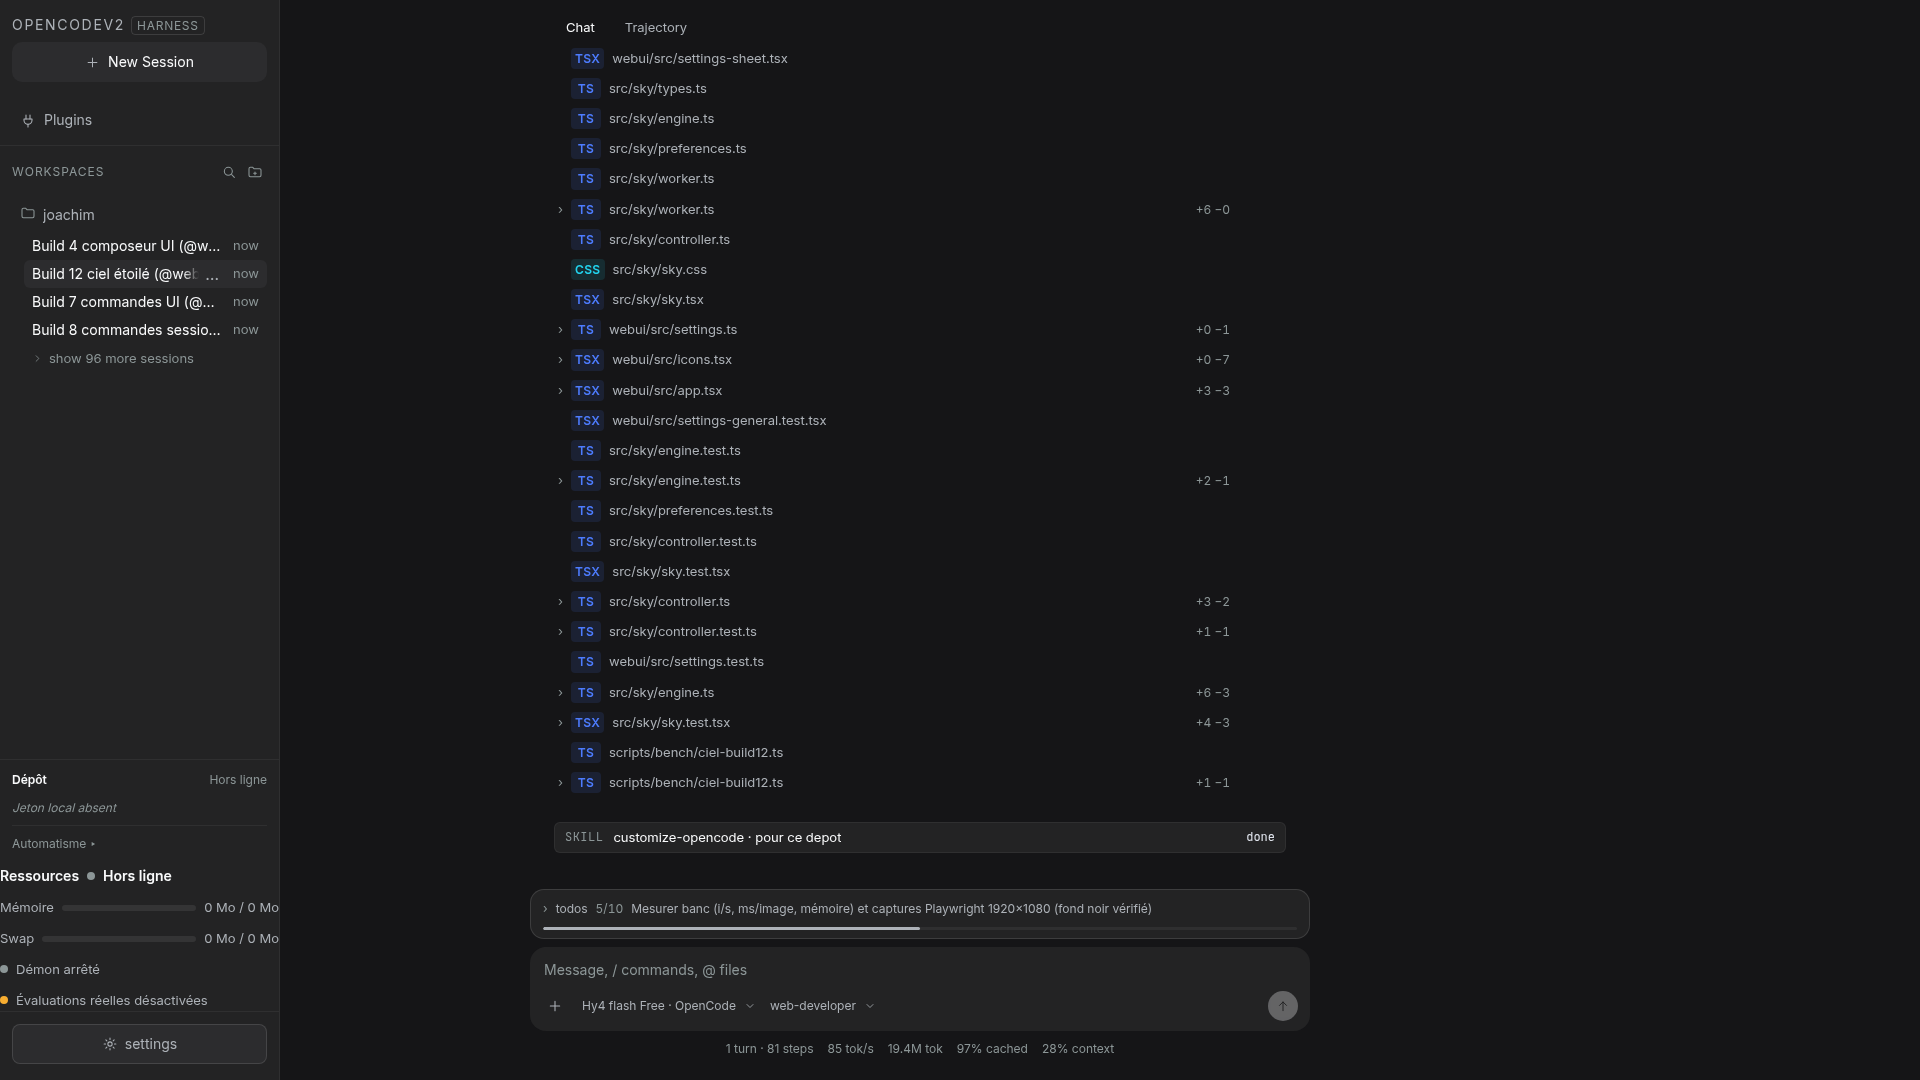 OPENCODEV2 HARNESS
New Session
Plugins
WORKSPACES
joachim
Build 4 composeur UI (@w... now
Build 12 ciel étoilé (@web ... now
Build 7 commandes UI (@... now
Build 8 commandes sessio... now
show 96 more sessions
Dépôt Hors ligne
Jeton local absent
Automatisme
Ressources Hors ligne
Mémoire 0 Mo / 0 Mo
Swap 0 Mo / 0 Mo
Démon arrêté
Évaluations réelles désactivées
settings
Chat Trajectory
TSX webui/src/settings-sheet.tsx
TS src/sky/types.ts
TS src/sky/engine.ts
TS src/sky/preferences.ts
TS src/sky/worker.ts
TS src/sky/worker.ts +6 −0
TS src/sky/controller.ts
CSS src/sky/sky.css
TSX src/sky/sky.tsx
TS webui/src/settings.ts +0 −1
TSX webui/src/icons.tsx +0 −7
TSX webui/src/app.tsx +3 −3
TSX webui/src/settings-general.test.tsx
TS src/sky/engine.test.ts
TS src/sky/engine.test.ts +2 −1
TS src/sky/preferences.test.ts
TS src/sky/controller.test.ts
TSX src/sky/sky.test.tsx
TS src/sky/controller.ts +3 −2
TS src/sky/controller.test.ts +1 −1
TS webui/src/settings.test.ts
TS src/sky/engine.ts +6 −3
TSX src/sky/sky.test.tsx +4 −3
TS scripts/bench/ciel-build12.ts
TS scripts/bench/ciel-build12.ts +1 −1
SKILL customize-opencode · pour ce depot done
todos 5/10 Mesurer banc (i/s, ms/image, mémoire) et captures Playwright 1920×1080 (fond noir vérifié)
Message, / commands, @ files
Hy4 flash Free · OpenCode web-developer
1 turn · 81 steps 85 tok/s 19.4M tok 97% cached 28% context